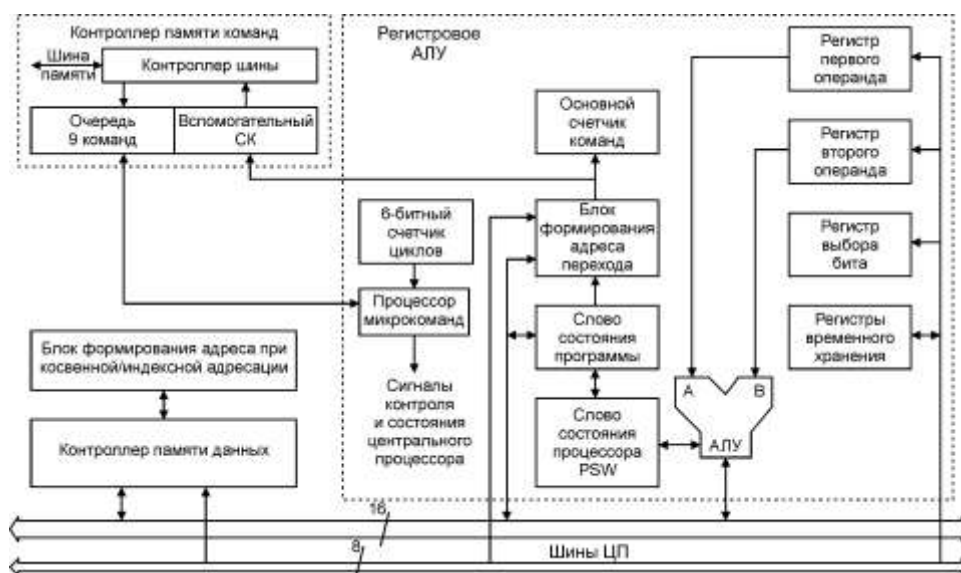 Контроллер памяти команд
Шина
памяти
Контроллер шины
Очередь
9 команд
Вспомогательный
СК
Регистровое
АЛУ
Основной
счетчик
команд
6-битный
счетчик
циклов
Процессор
микрокоманд
Сигналы
контроля
и состояния
центрального
процессора
Блок
формирования
адреса
перехода
Слово
состояния
программы
Слово
состояния
процессора
PSW
Регистр
первого
операнда
Регистр
второго
операнда
Регистр
выбора
бита
Регистры
временного
хранения
А
В
АЛУ
Блок формирования адреса при
косвенной/индексной адресации
Контроллер памяти данных
16
8
Шины ЦП